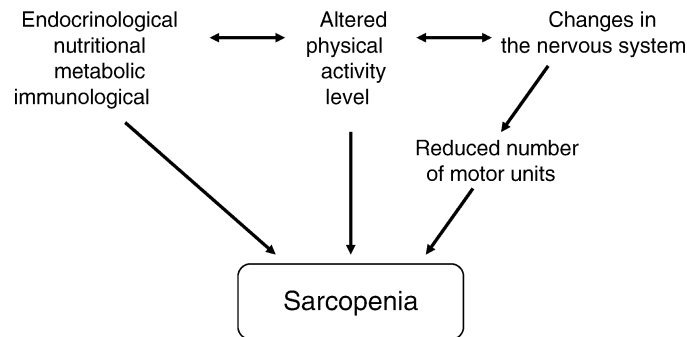 Endocrinological
nutritional
metabolic
immunological
Altered
physical
activity
level
Changes in
the nervous system
Reduced number
of motor units
Sarcopenia